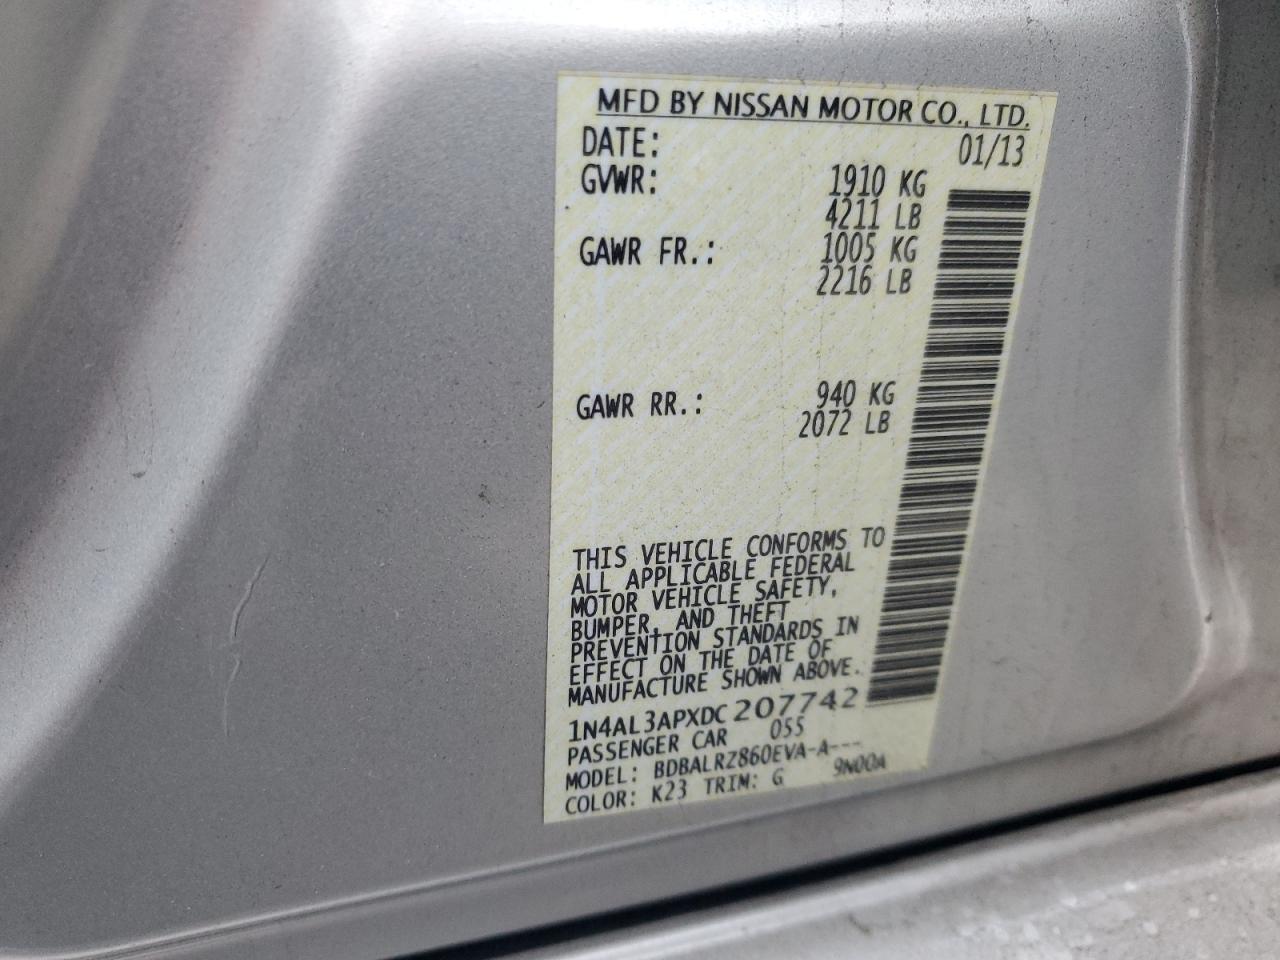 MFD BY NISSAN MOTOR CO., LTD.
DATE: 01/13
GVWR: 1910 KG
4211 LB
GAWR FR.: 1005 KG
2216 LB
GAWR RR.: 940 KG
2072 LB
THIS VEHICLE CONFORMS TO
ALL APPLICABLE FEDERAL
MOTOR VEHICLE SAFETY,
BUMPER, AND THEFT
PREVENTION STANDARDS IN
EFFECT ON THE DATE OF
MANUFACTURE SHOWN ABOVE.
1N4AL3APXDC207742
PASSENGER CAR 055
MODEL: BDBALRZ860EVA-A---
COLOR: K23 TRIM: G 9N00A